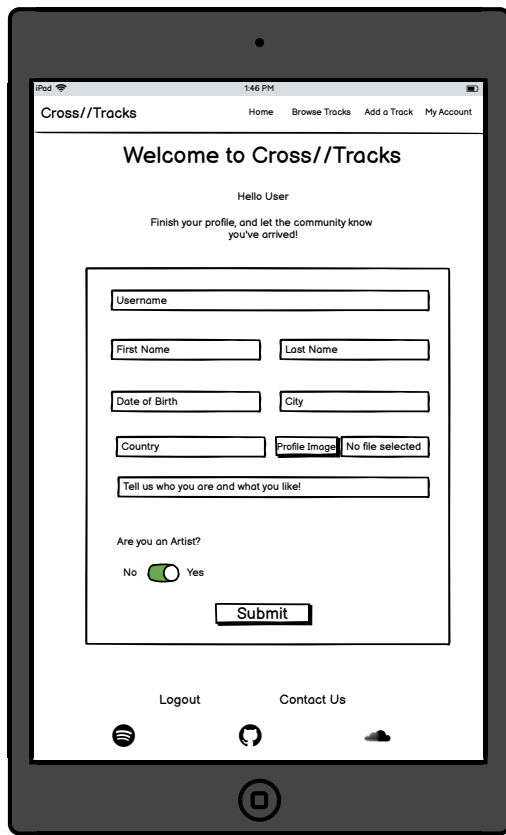 iPad 1:46 PM
Cross//Tracks Home Browse Tracks Add a Track My Account
Welcome to Cross//Tracks
Hello User
Finish your profile, and let the community know
you've arrived!
Username
First Name Last Name
Date of Birth City
Country Profile Image No file selected
Tell us who you are and what you like!
Are you an Artist?
No Yes
Submit
Logout Contact Us